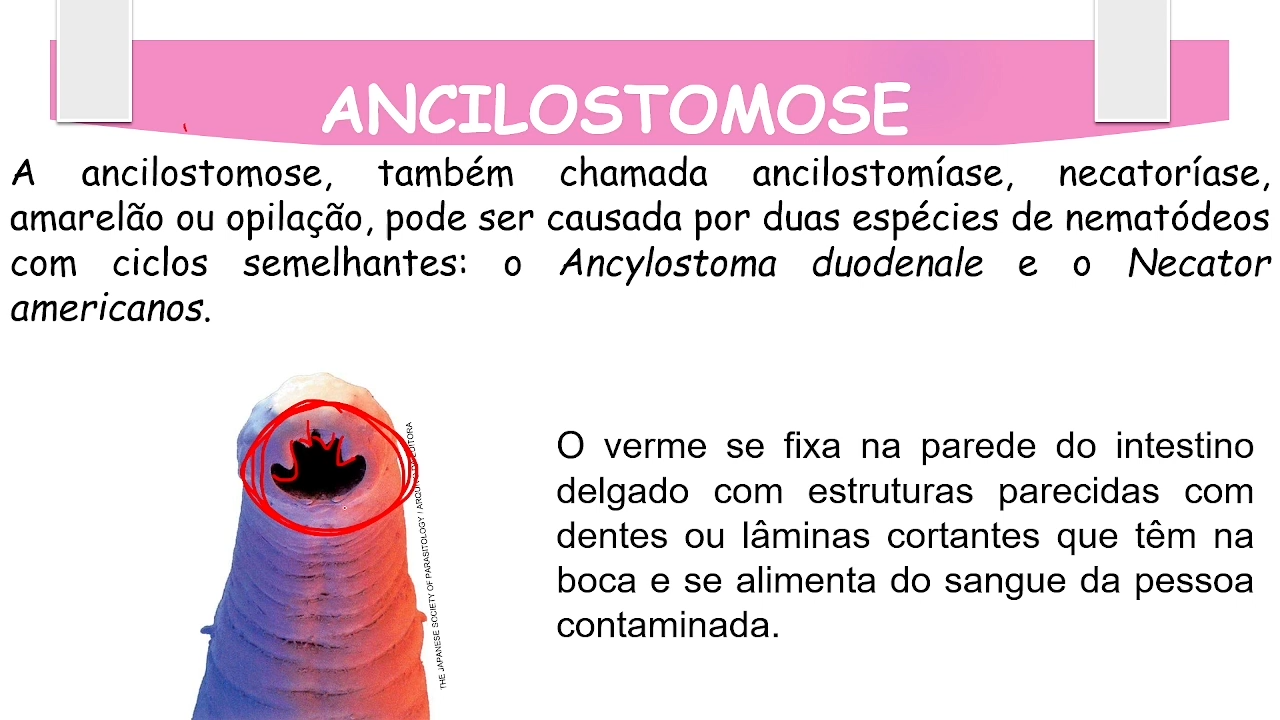 ANCILOSTOMOSE
A ancilostomose, também chamada ancilostomíase, necatoríase,
amarelão ou opilação, pode ser causada por duas espécies de nematódeos
com ciclos semelhantes: o Ancylostoma duodenale e o Necator
americanos.
O verme se fixa na parede do intestino
delgado com estruturas parecidas com
dentes ou lâminas cortantes que têm na
boca e se alimenta do sangue da pessoa
contaminada.
THE JAPANESE SOCIETY OF PARASITOLOGY /